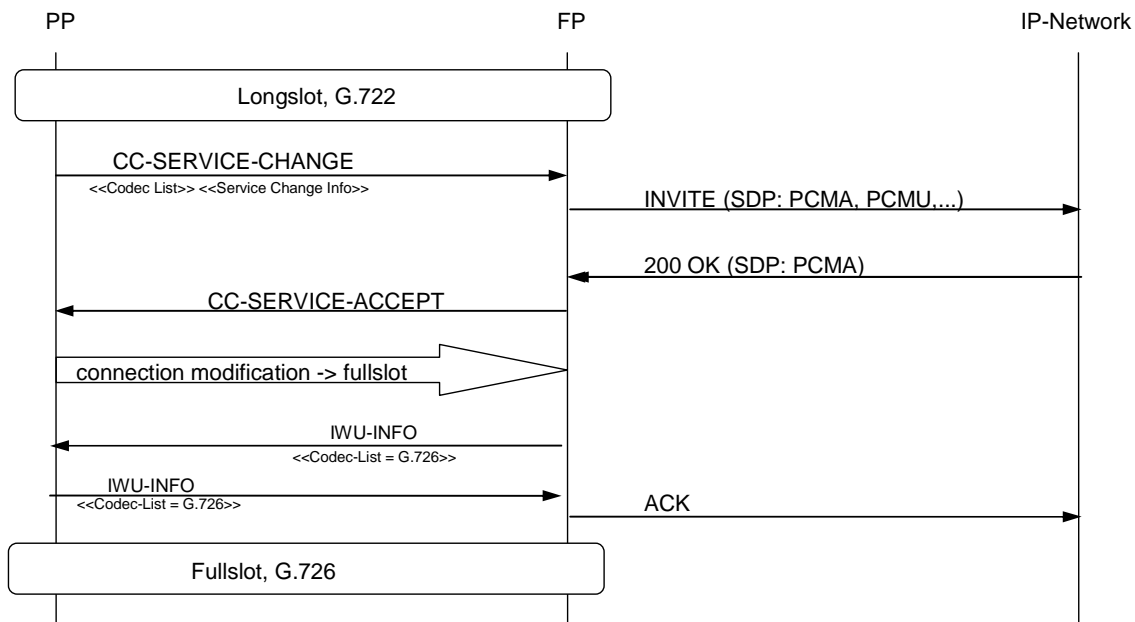 PP FP IP-Network
Longslot, G.722
CC-SERVICE-CHANGE
<<Codec List>> <<Service Change Info>>
INVITE (SDP: PCMA, PCMU,...)
200 OK (SDP: PCMA)
CC-SERVICE-ACCEPT
connection modification -> fullslot
IWU-INFO
<<Codec-List = G.726>>
IWU-INFO
<<Codec-List = G.726>>
ACK
Fullslot, G.726